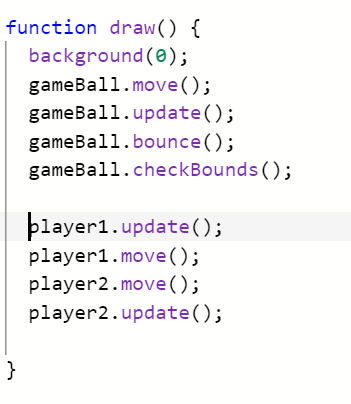 function draw() {
  background(0);
  gameBall.move();
  gameBall.update();
  gameBall.bounce();
  gameBall.checkBounds();

  player1.update();
  player1.move();
  player2.move();
  player2.update();

}